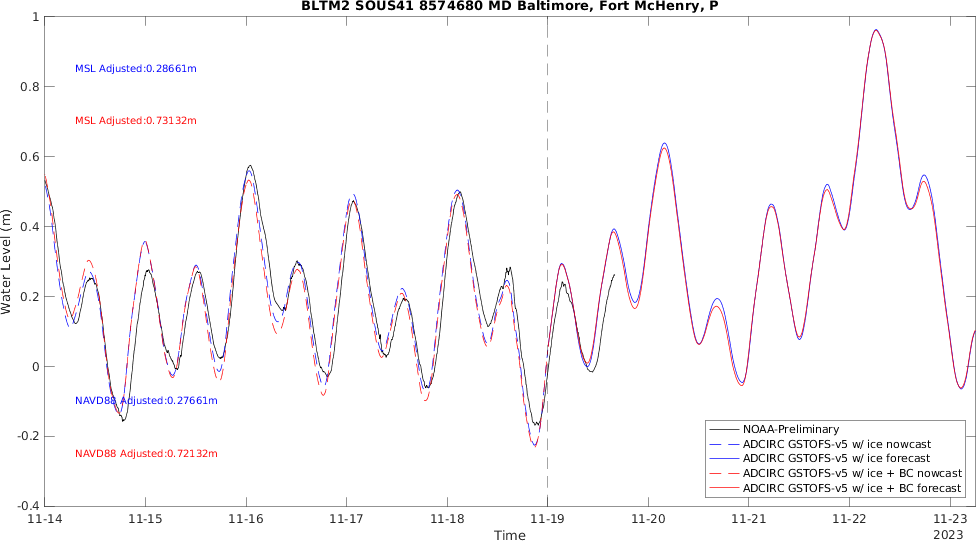 BLTM2 SOUS41 8574680 MD Baltimore, Fort McHenry, P
Water Level (m)
1
0.8
0.6
0.4
0.2
0
-0.2
-0.4
MSL Adjusted:0.28661m
MSL Adjusted:0.73132m
NAVD88 Adjusted:0.27661m
NAVD88 Adjusted:0.72132m
NOAA-Preliminary
ADCIRC GSTOFS-v5 w/ ice nowcast
ADCIRC GSTOFS-v5 w/ ice forecast
ADCIRC GSTOFS-v5 w/ ice + BC nowcast
ADCIRC GSTOFS-v5 w/ ice + BC forecast
11-14 11-15 11-16 11-17 11-18 11-19 11-20 11-21 11-22 11-23
2023
Time